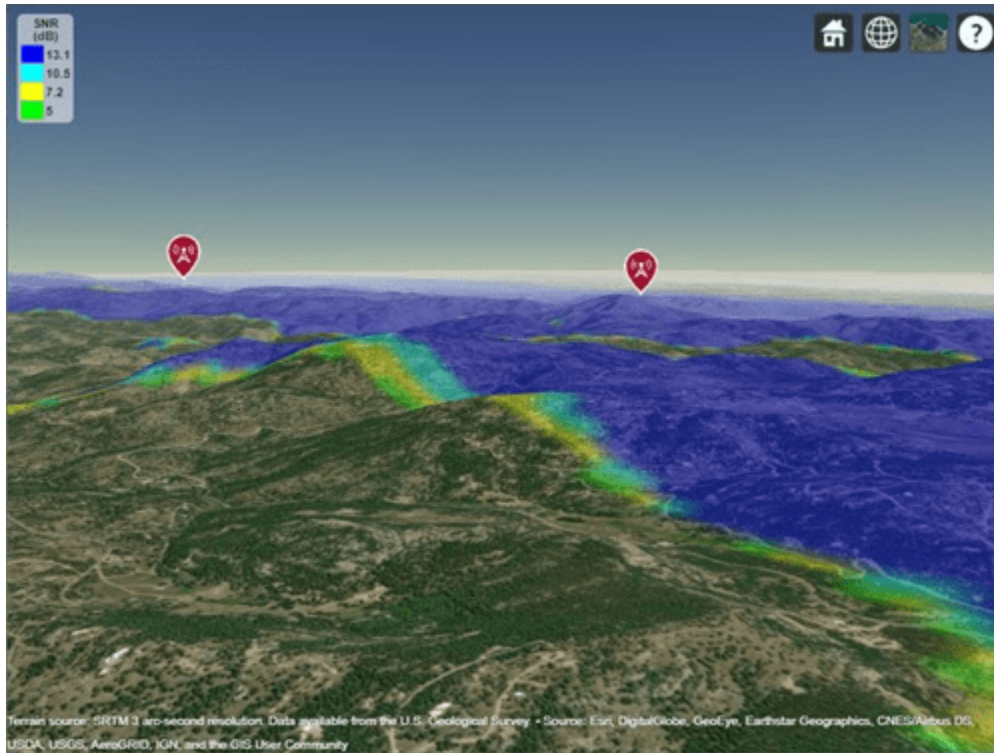 SNR
(dB)
13.1
10.5
7.2
5
?
Terrain source: SRTM 3 arc-second resolution. Data available from the U.S. Geological Survey. • Source: Esri, DigitalGlobe, GeoEye, Earthstar Geographics, CNES/Airbus DS,
USDA, USGS, AeroGRID, IGN, and the GIS User Community